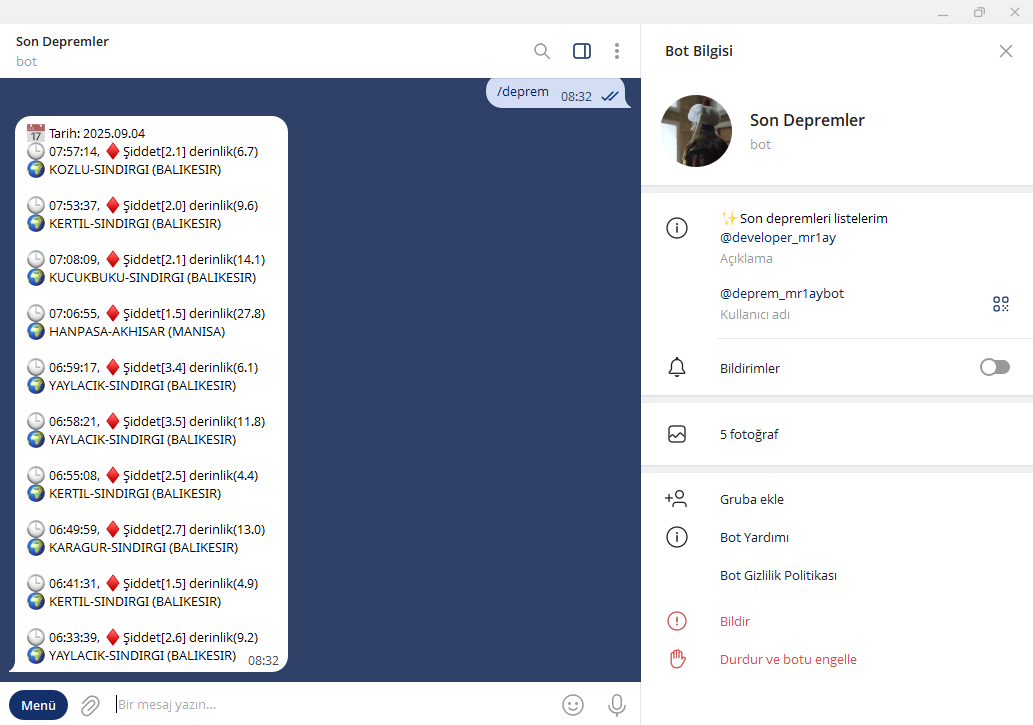 Son Depremler
bot
/deprem 08:32
Tarih: 2025.09.04
07:57:14, Şiddet[2.1] derinlik(6.7)
KOZLU-SINDIRGI (BALIKESIR)
07:53:37, Şiddet[2.0] derinlik(9.6)
KERTIL-SINDIRGI (BALIKESIR)
07:08:09, Şiddet[2.1] derinlik(14.1)
KUCUKBUKU-SINDIRGI (BALIKESIR)
07:06:55, Şiddet[1.5] derinlik(27.8)
HANPASA-AKHISAR (MANISA)
06:59:17, Şiddet[3.4] derinlik(6.1)
YAYLACIK-SINDIRGI (BALIKESIR)
06:58:21, Şiddet[3.5] derinlik(11.8)
YAYLACIK-SINDIRGI (BALIKESIR)
06:55:08, Şiddet[2.5] derinlik(4.4)
KERTIL-SINDIRGI (BALIKESIR)
06:49:59, Şiddet[2.7] derinlik(13.0)
KARAGUR-SINDIRGI (BALIKESIR)
06:41:31, Şiddet[1.5] derinlik(4.9)
KERTIL-SINDIRGI (BALIKESIR)
06:33:39, Şiddet[2.6] derinlik(9.2)
YAYLACIK-SINDIRGI (BALIKESIR) 08:32
Menü
Bir mesaj yazın...
Bot Bilgisi
Son Depremler
bot
✨Son depremleri listelerim
@developer_mr1ay
Açıklama
@deprem_mr1aybot
Kullanıcı adı
Bildirimler
5 fotoğraf
Gruba ekle
Bot Yardımı
Bot Gizlilik Politikası
Bildir
Durdur ve botu engelle